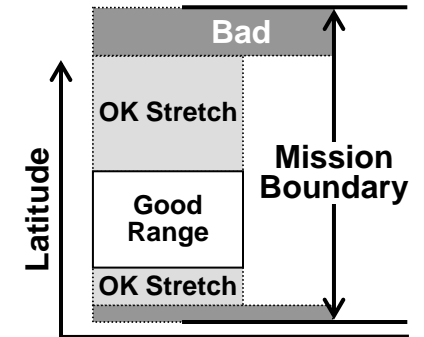 Bad
OK Stretch
Mission
Boundary
Good
Range
Latitude
OK Stretch